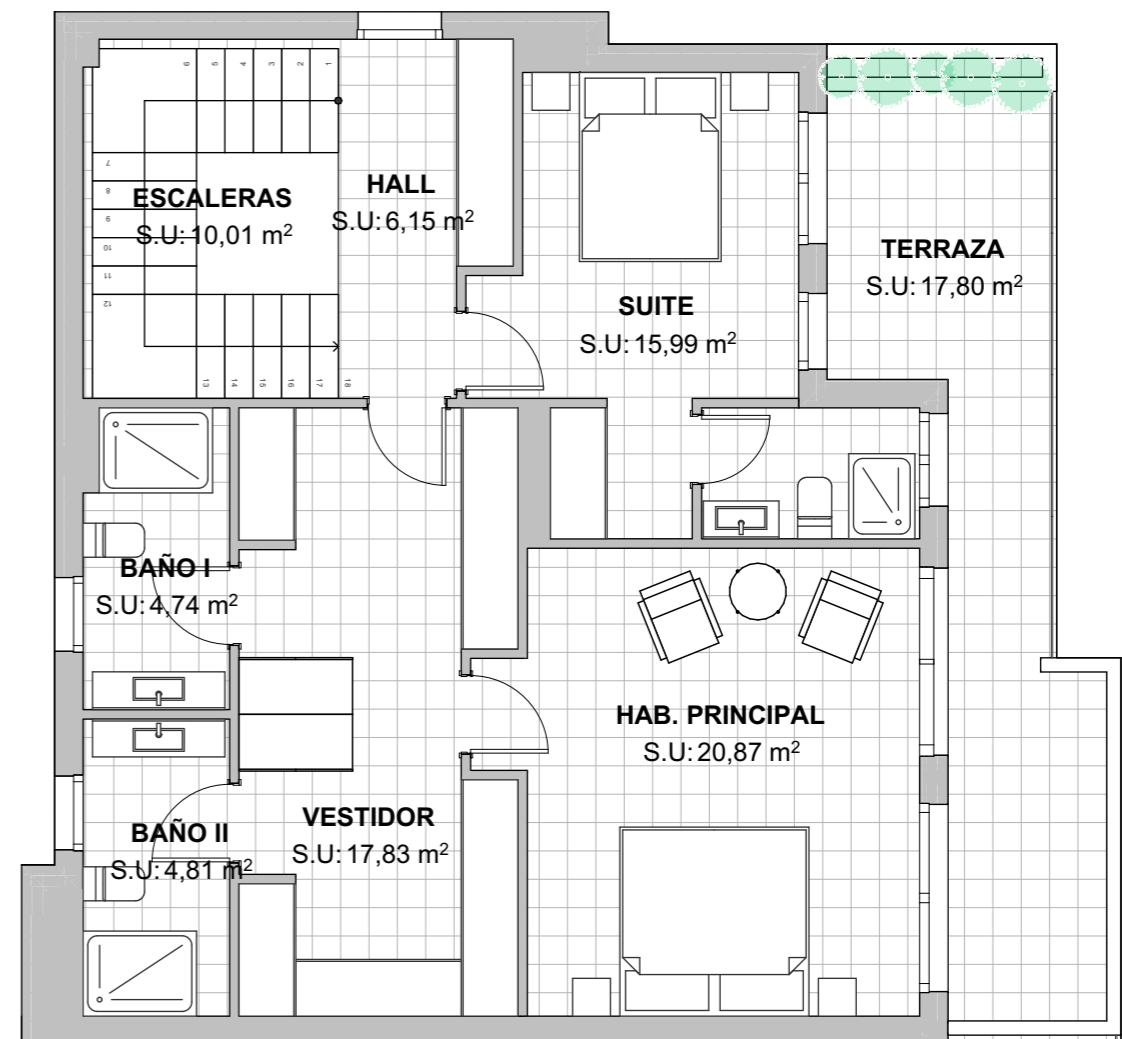 6 5 4 3 2 1
7
8
9
10
11
12
13 14 15 16 17 18
ESCALERAS
S.U: 10,01 m²
HALL
S.U: 6,15 m²
SUITE
S.U: 15,99 m²
TERRAZA
S.U: 17,80 m²
BAÑO I
S.U: 4,74 m²
HAB. PRINCIPAL
S.U: 20,87 m²
VESTIDOR
S.U: 17,83 m²
BAÑO II
S.U: 4,81 m²